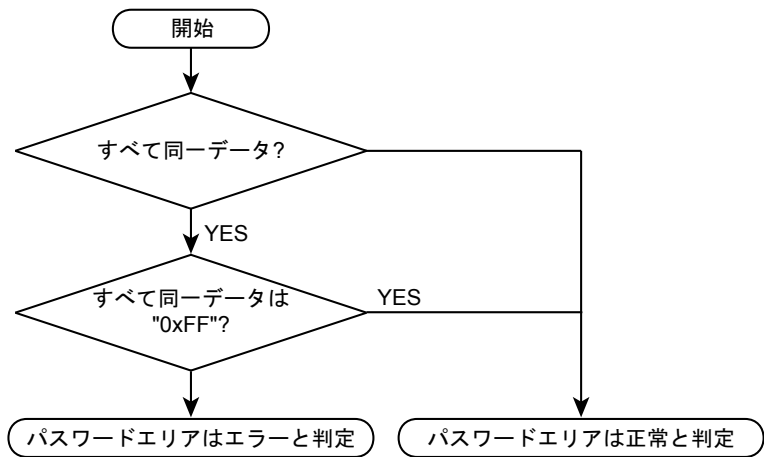 開始
すべて同一データ?
YES
すべて同一データは
"0xFF"?
YES
パスワードエリアはエラーと判定
パスワードエリアは正常と判定